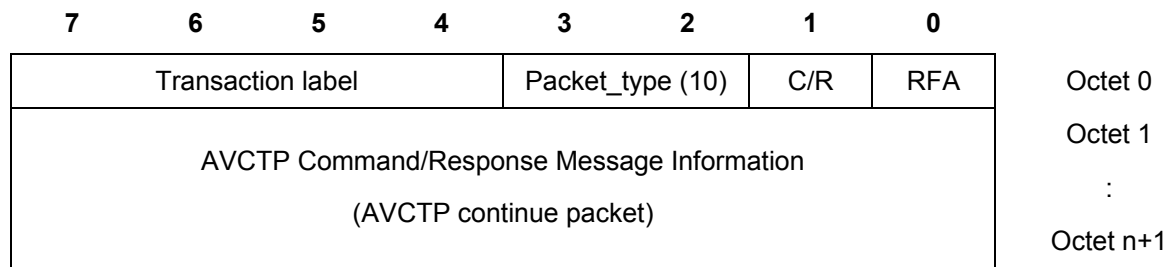 7 6 5 4 3 2 1 0
Transaction label Packet_type (10) C/R RFA Octet 0
Octet 1
AVCTP Command/Response Message Information
:
(AVCTP continue packet)
Octet n+1